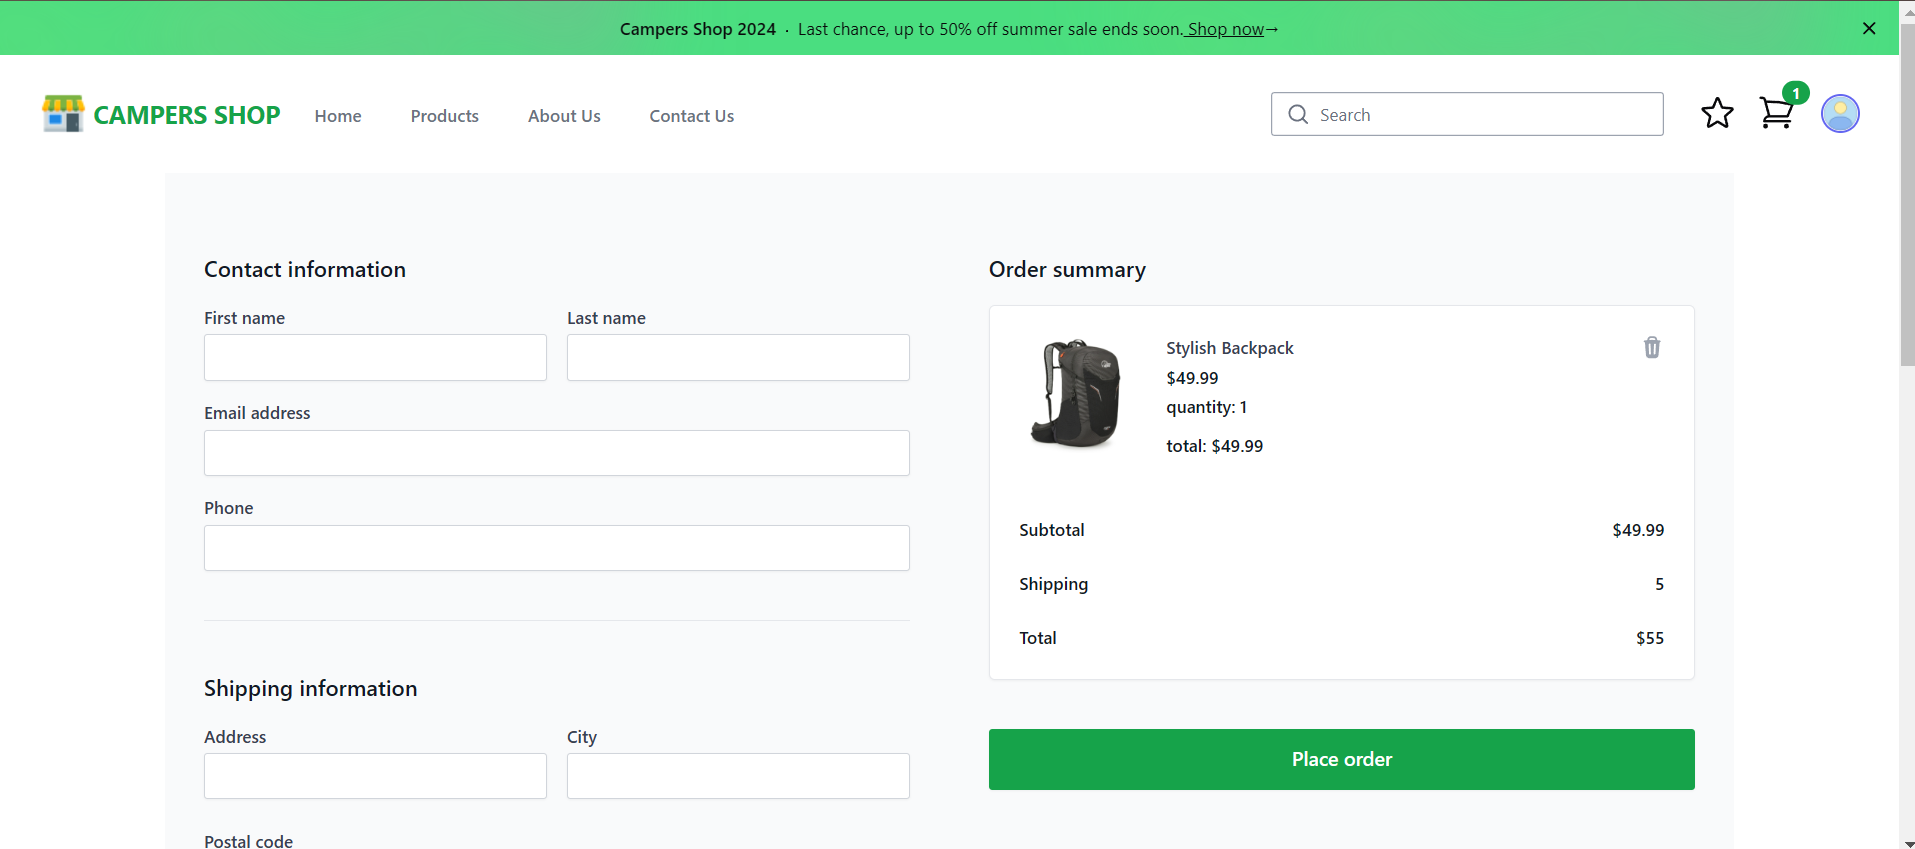 Campers Shop 2024 · Last chance, up to 50% off summer sale ends soon. Shop now→
CAMPERS SHOP
Home
Products
About Us
Contact Us
Search
1
Contact information
First name
Last name
Email address
Phone
Shipping information
Address
City
Postal code
Order summary
Stylish Backpack
$49.99
quantity: 1
total: $49.99
Subtotal $49.99
Shipping 5
Total $55
Place order